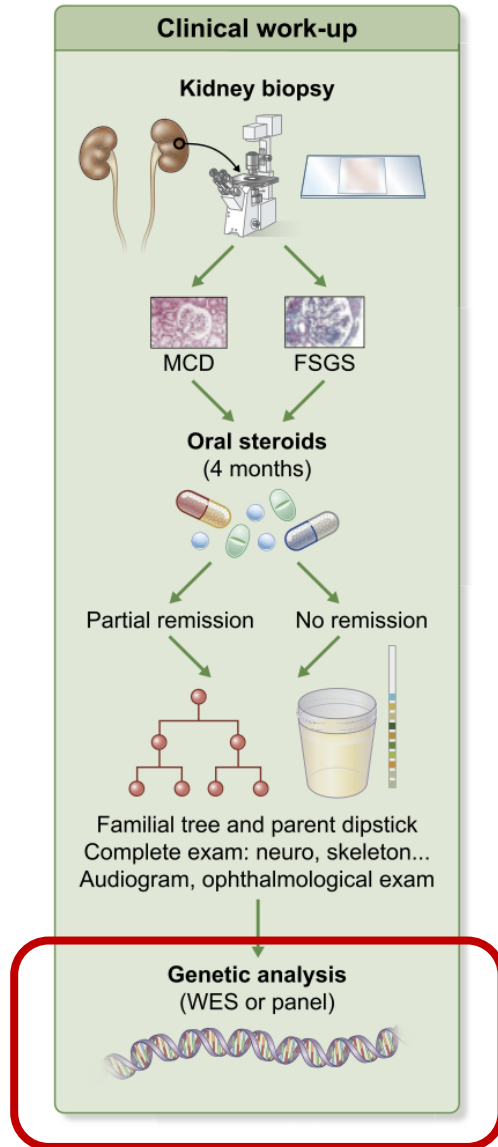 Clinical work-up
Kidney biopsy
MCD
FSGS
Oral steroids
(4 months)
Partial remission
No remission
Familial tree and parent dipstick
Complete exam: neuro, skeleton...
Audiogram, ophthalmological exam
Genetic analysis
(WES or panel)